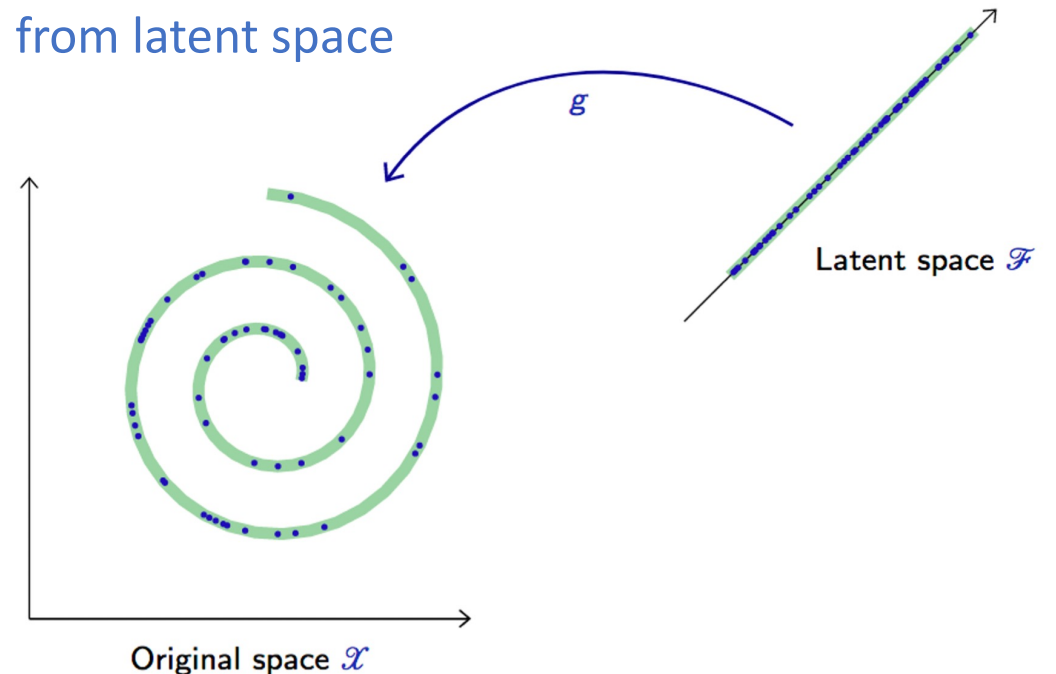 from latent space
g
Latent space ℱ
Original space 𝒳